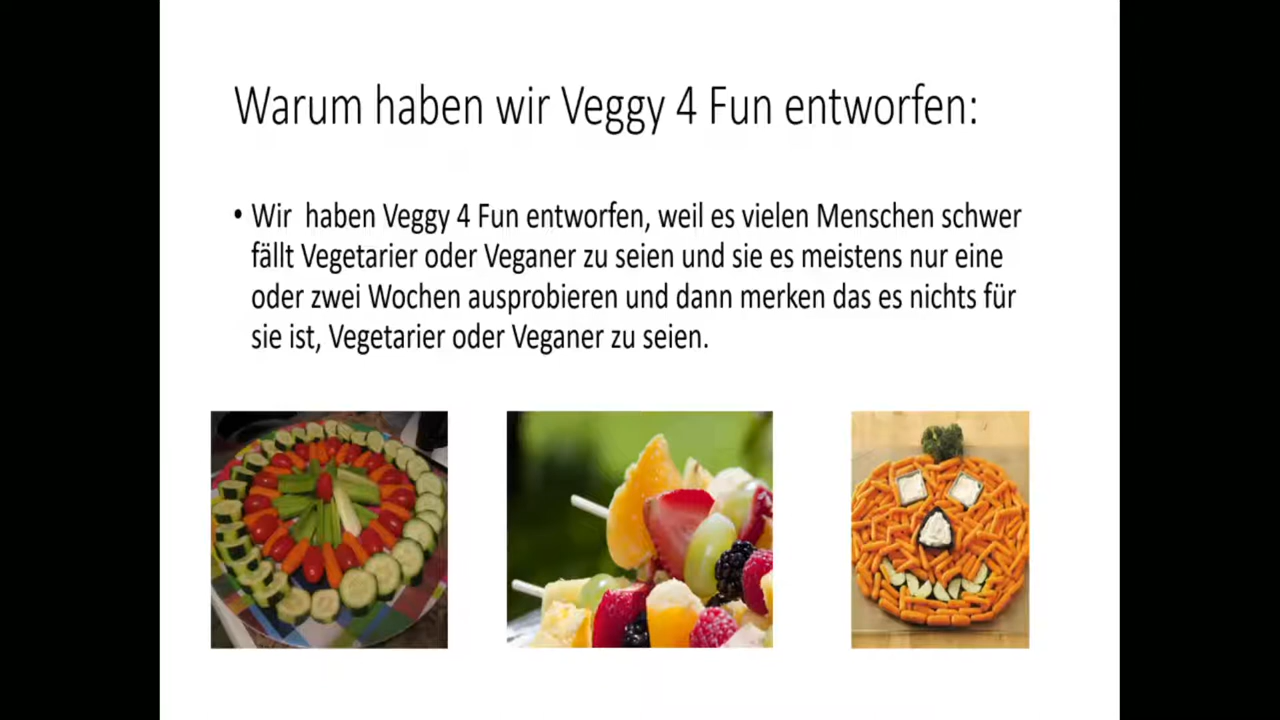 Warum haben wir Veggy 4 Fun entworfen:
• Wir haben Veggy 4 Fun entworfen, weil es vielen Menschen schwer
fällt Vegetarier oder Veganer zu seien und sie es meistens nur eine
oder zwei Wochen ausprobieren und dann merken das es nichts für
sie ist, Vegetarier oder Veganer zu seien.